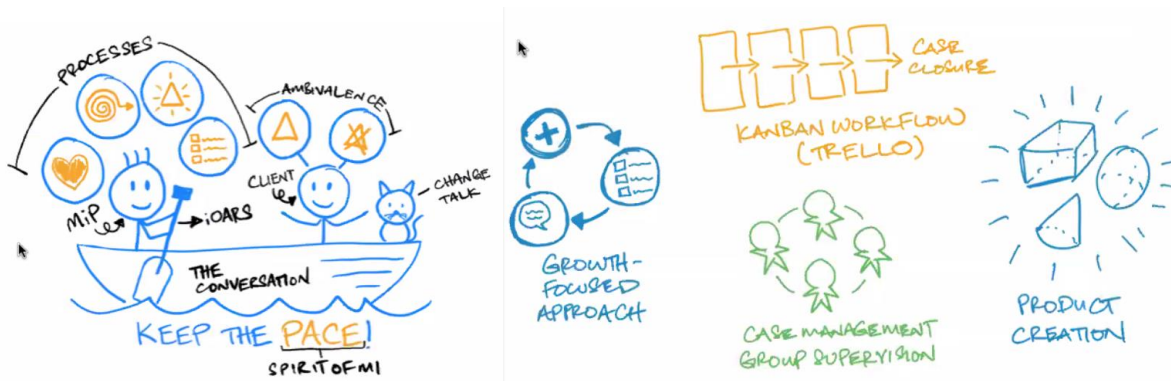 PROCESSES
AMBIVALENCE
CLIENT
CHANGE
TALK
MiP
iOARS
THE
CONVERSATION
KEEP THE PACE!
SPIRIT OF MI
CASE
CLOSURE
KANBAN WORKFLOW
(TRELLO)
GROWTH-
FOCUSED
APPROACH
CASE MANAGEMENT
GROUP SUPERVISION
PRODUCT
CREATION